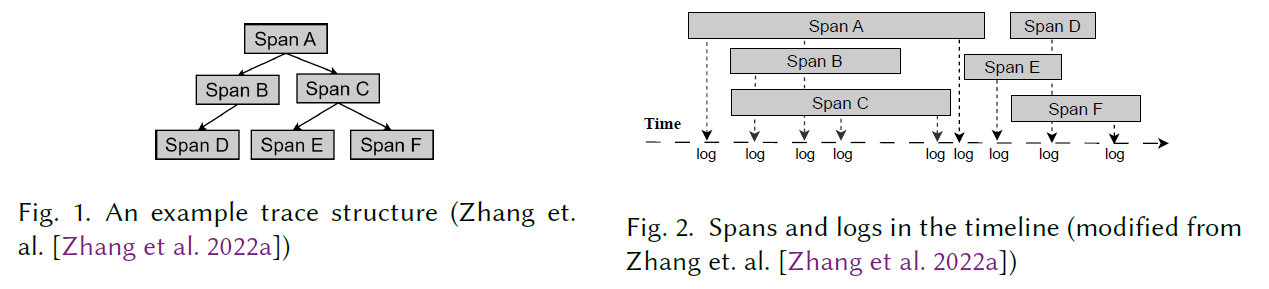 Span A
Span B Span C
Span D Span E Span F
Fig. 1. An example trace structure (Zhang et.
al. [Zhang et al. 2022a])
Span A Span D
Span B Span E
Span C Span F
Time
log log log log log log log log log
Fig. 2. Spans and logs in the timeline (modified from
Zhang et. al. [Zhang et al. 2022a])